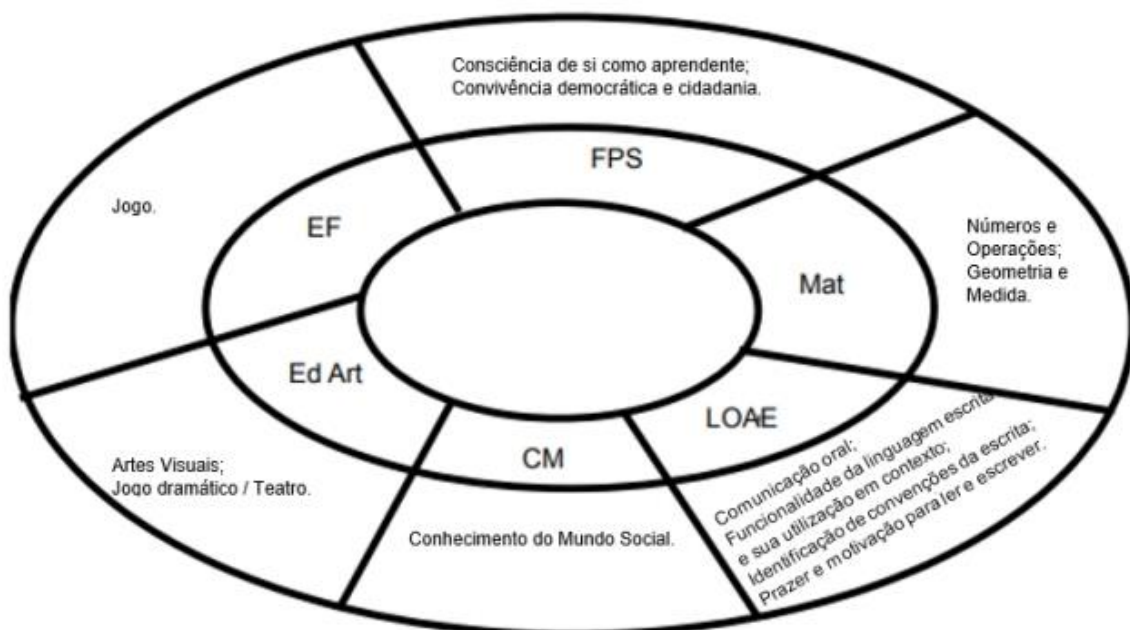 Consciência de si como aprendente;
Convivência democrática e cidadania.
FPS
Jogo.
EF
Números e
Operações;
Geometria e
Medida.
Mat
Ed Art
LOAE
CM
Artes Visuais;
Jogo dramático / Teatro.
Conhecimento do Mundo Social.
Comunicação oral;
Funcionalidade da linguagem escrita
e sua utilização em contexto;
Identificação de convenções da escrita;
Prazer e motivação para ler e escrever.